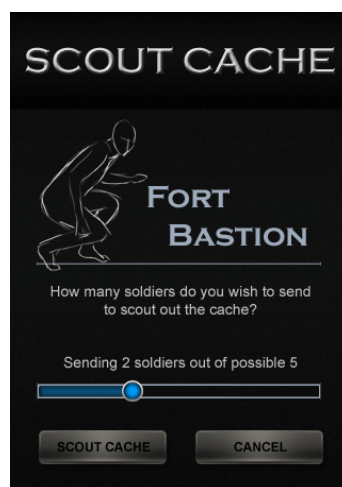 SCOUT CACHE
FORT
BASTION
How many soldiers do you wish to send
to scout out the cache?
Sending 2 soldiers out of possible 5
SCOUT CACHE
CANCEL